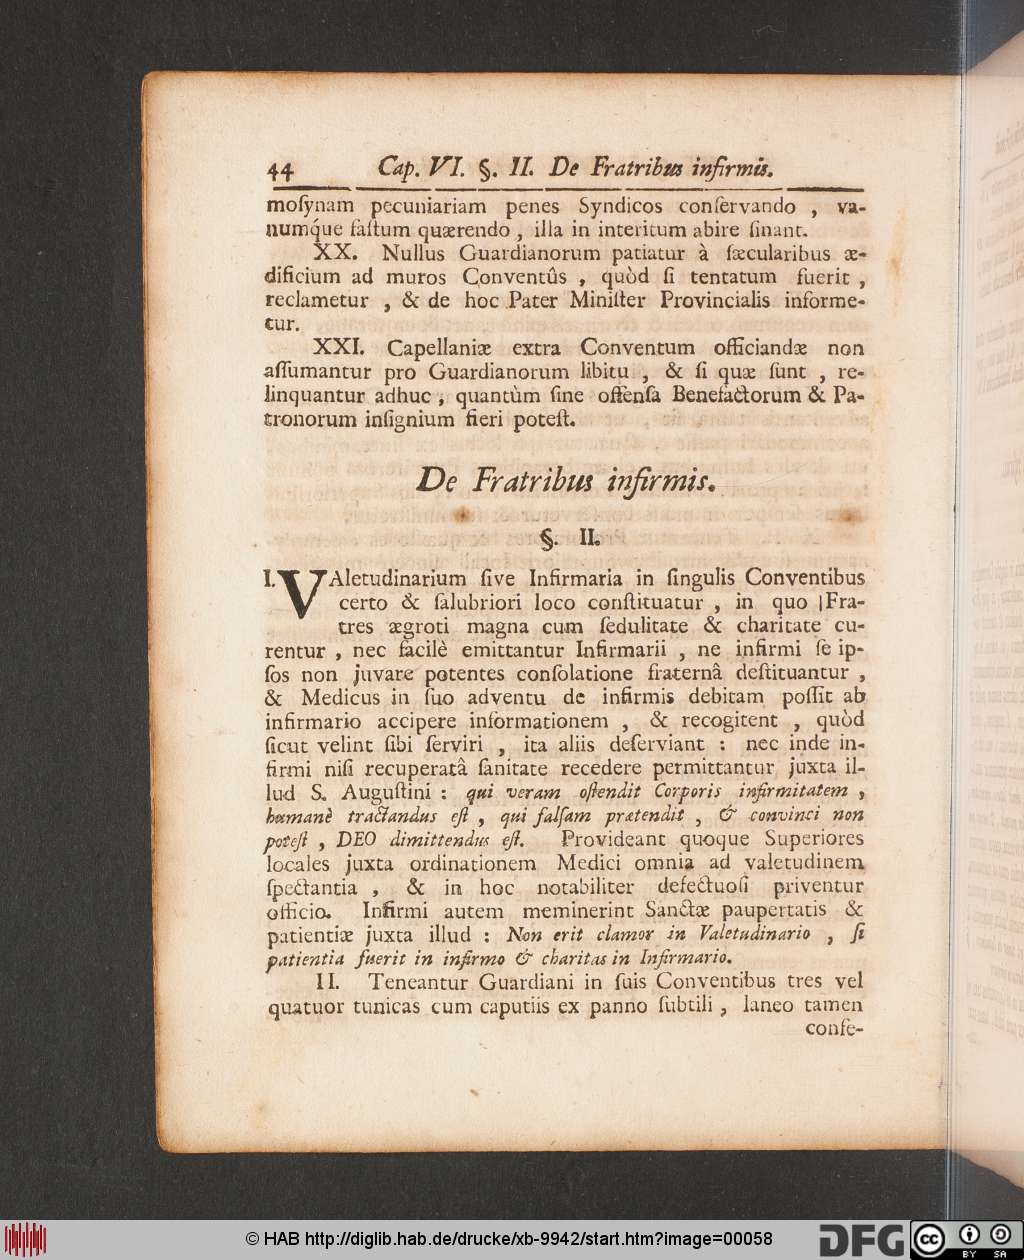 44 Cap. VI. §. II. De Fratribus infirmis.
moſynam pecuniariam penes Syndicos conſervando , va-
numq́ue faſtum quærendo , illa in interitum abire ſinant.
XX. Nullus Guardianorum patiatur à ſæcularibus æ-
dificium ad muros Conventûs , quòd ſi tentatum fuerit ,
reclametur , & de hoc Pater Miniſter Provincialis informe-
tur.
XXI. Capellaniæ extra Conventum officiandæ non
aſſumantur pro Guardianorum libitu , & ſi quæ ſunt , re-
linquantur adhuc , quantùm ſine offenſa Benefactorum & Pa-
tronorum inſignium fieri poteſt.
De Fratribus infirmis.
§. II.
I. VAletudinarium ſive Infirmaria in ſingulis Conventibus
certo & ſalubriori loco conſtituatur , in quo Fra-
tres ægroti magna cum ſedulitate & charitate cu-
rentur , nec facilè emittantur Infirmarii , ne infirmi ſe ip-
ſos non juvare potentes conſolatione fraternâ deſtituantur ,
& Medicus in ſuo adventu de infirmis debitam poſſit ab
infirmario accipere informationem , & recogitent , quòd
ſicut velint ſibi ſerviri , ita aliis deſerviant : nec inde in-
firmi niſi recuperatâ ſanitate recedere permittantur juxta il-
lud S. Auguſtini : qui veram oſtendit Corporis infirmitatem ,
humanè tractandus eſt , qui falſam prætendit , & convinci non
poteſt , DEO dimittendus eſt. Provideant quoque Superiores
locales juxta ordinationem Medici omnia ad valetudinem
ſpectantia , & in hoc notabiliter defectuoſi priventur
officio. Infirmi autem meminerint Sanctæ paupertatis &
patientiæ juxta illud : Non erit clamor in Valetudinario , ſi
patientia fuerit in infirmo & charitas in Infirmario.
II. Teneantur Guardiani in ſuis Conventibus tres vel
quatuor tunicas cum caputiis ex panno ſubtili , laneo tamen
conſe-
© HAB http://diglib.hab.de/drucke/xb-9942/start.htm?image=00058
DFG
cc BY SA